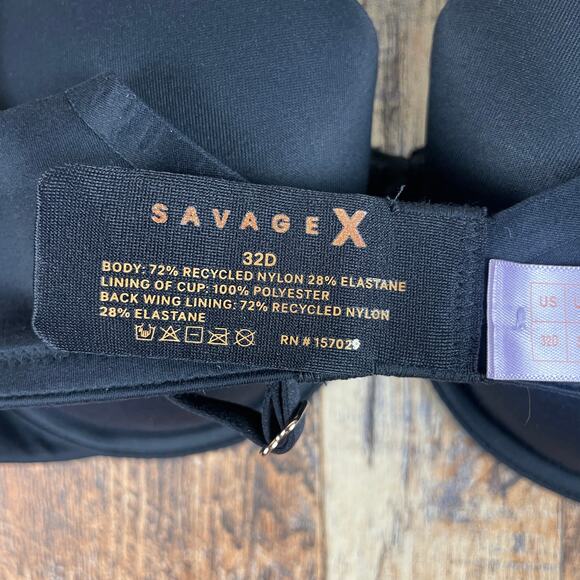 SAVAGE X
32D
BODY: 72% RECYCLED NYLON 28% ELASTANE
LINING OF CUP: 100% POLYESTER
BACK WING LINING: 72% RECYCLED NYLON
28% ELASTANE
RN # 157029
US
32D